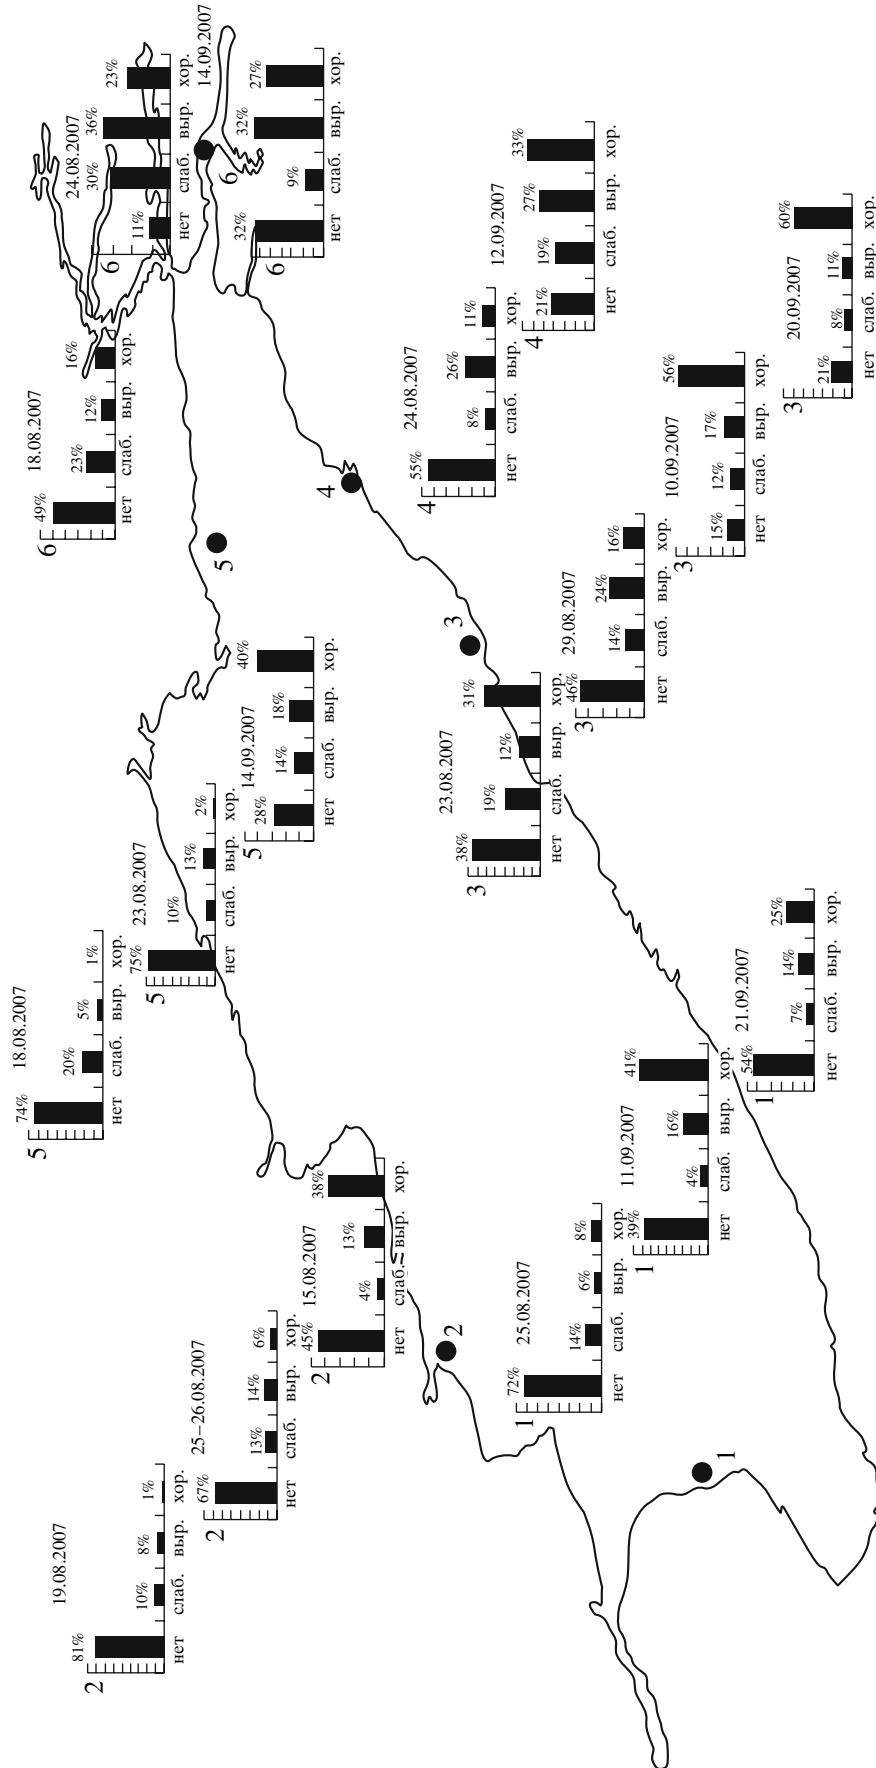 2
19.08.2007
81% 10% 8% 1%
нет слаб. выр. хор.
2
25−26.08.2007
67% 13% 14% 6%
нет слаб. выр. хор.
2
15.08.2007
45% 4% 13% 38%
нет слаб. выр. хор.
5
18.08.2007
74% 20% 5% 1%
нет слаб. выр. хор.
5
23.08.2007
75% 10% 13% 2%
нет слаб. выр. хор.
5
14.09.2007
28% 14% 18% 40%
нет слаб. выр. хор.
6
18.08.2007
49% 23% 12% 16%
нет слаб. выр. хор.
6
24.08.2007
11% 30% 36% 23%
нет слаб. выр. хор.
6
14.09.2007
32% 9% 32% 27%
нет слаб. выр. хор.
1
25.08.2007
72% 14% 6% 8%
нет слаб. выр. хор.
1
11.09.2007
39% 4% 16% 41%
нет слаб. выр. хор.
1
21.09.2007
54% 7% 14% 25%
нет слаб. выр. хор.
3
23.08.2007
38% 19% 12% 31%
нет слаб. выр. хор.
3
29.08.2007
46% 14% 24% 16%
нет слаб. выр. хор.
3
10.09.2007
15% 12% 17% 56%
нет слаб. выр. хор.
3
20.09.2007
21% 8% 11% 60%
нет слаб. выр. хор.
4
24.08.2007
55% 8% 26% 11%
нет слаб. выр. хор.
4
12.09.2007
21% 19% 27% 33%
нет слаб. выр. хор.
1
2
3
4
5
6